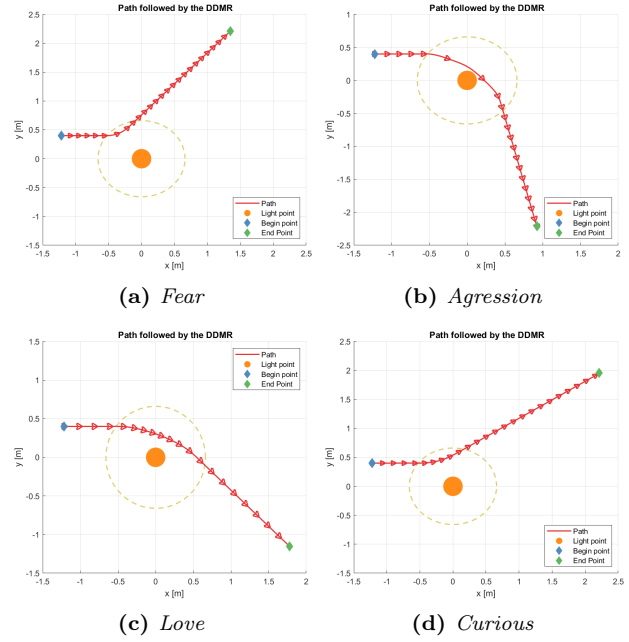 Path followed by the DDMR
2.5
2
1.5
1
0.5
0
-0.5
-1
-1.5
y [m]
-1.5 -1 -0.5 0 0.5 1 1.5 2 2.5
x [m]
Path
Light point
Begin point
End Point
(a) Fear
Path followed by the DDMR
1
0.5
0
-0.5
-1
-1.5
-2
-2.5
y [m]
-1.5 -1 -0.5 0 0.5 1 1.5 2
x [m]
Path
Light point
Begin point
End Point
(b) Agression
Path followed by the DDMR
1.5
1
0.5
0
-0.5
-1
-1.5
y [m]
-1.5 -1 -0.5 0 0.5 1 1.5 2
x [m]
Path
Light point
Begin point
End Point
(c) Love
Path followed by the DDMR
2.5
2
1.5
1
0.5
0
-0.5
-1
-1.5
y [m]
-1.5 -1 -0.5 0 0.5 1 1.5 2 2.5
x [m]
Path
Light point
Begin point
End Point
(d) Curious